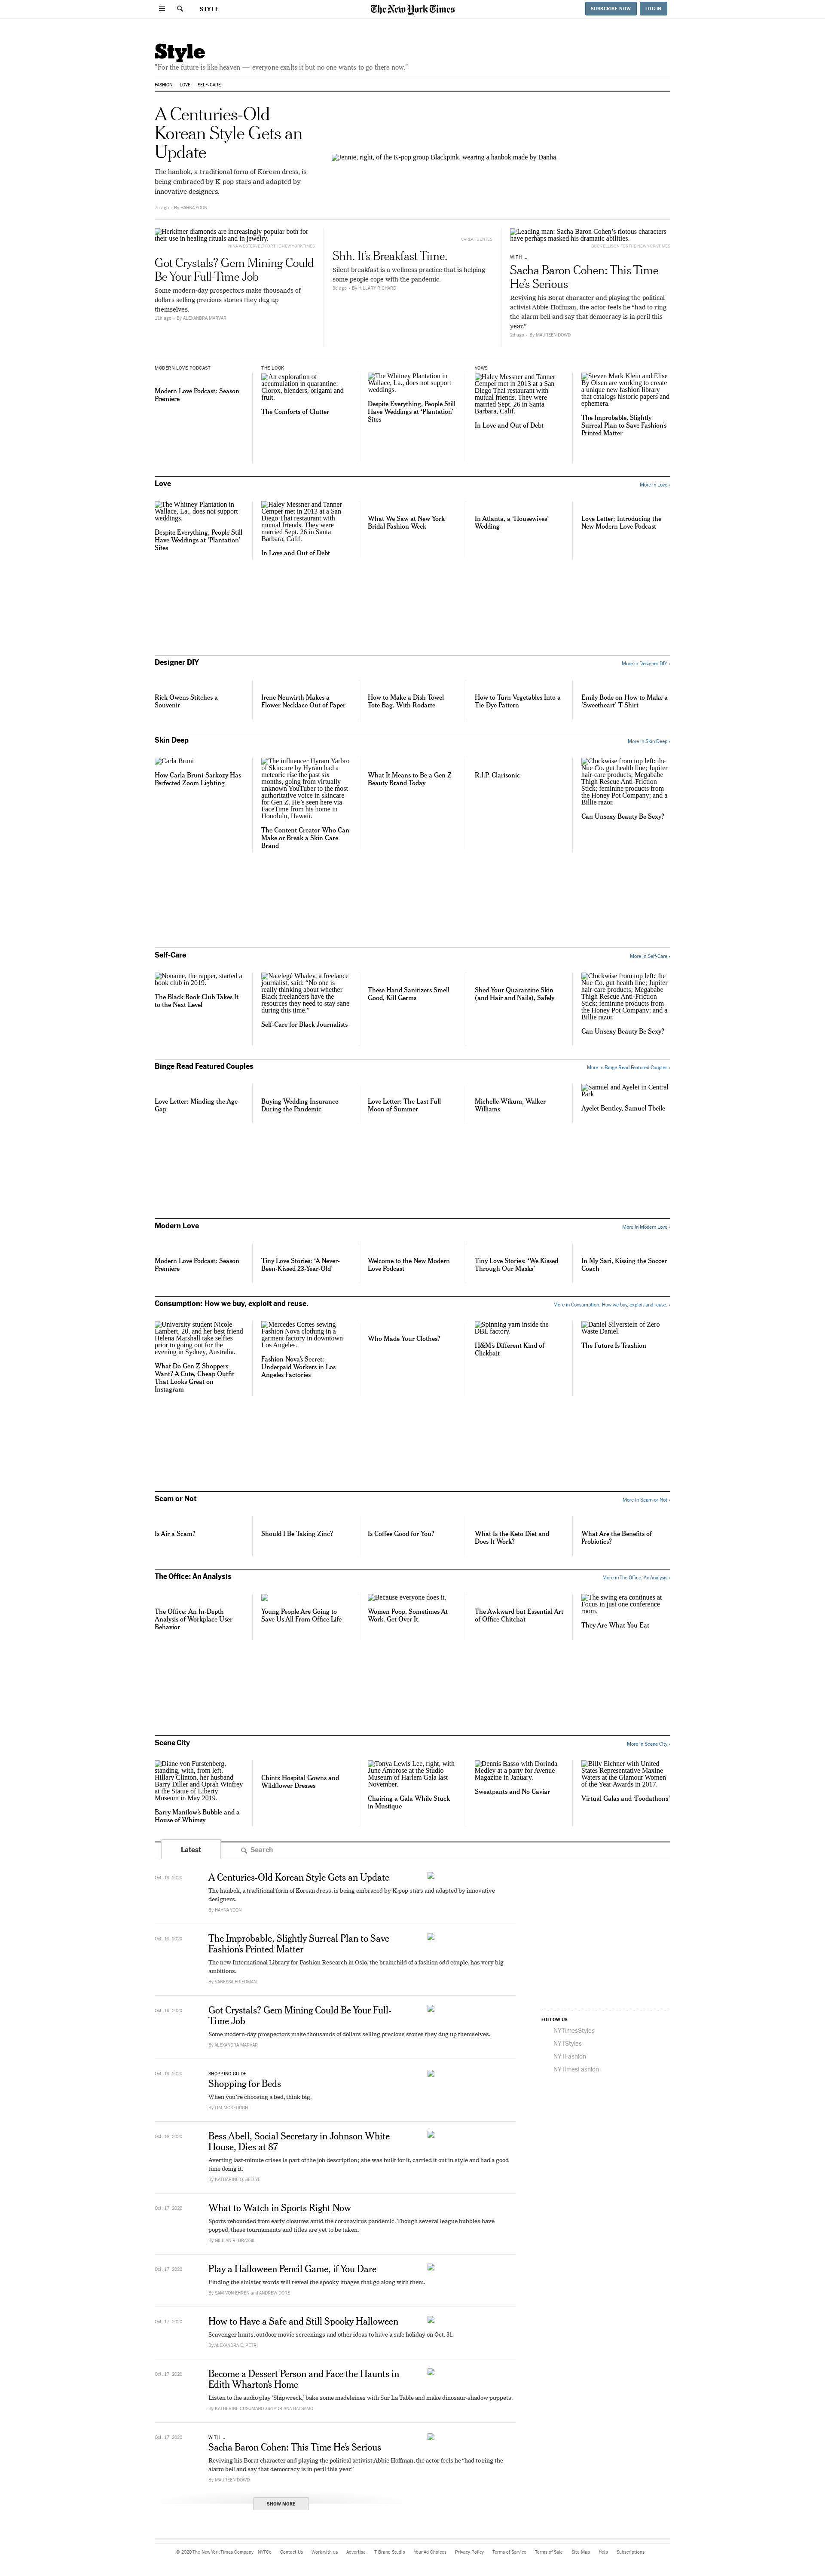 STYLE
The New York Times
SUBSCRIBE NOW
LOG IN
Style
"For the future is like heaven — everyone exalts it but no one wants to go there now."
FASHION
LOVE
SELF-CARE
A Centuries-Old
Korean Style Gets an
Update
The hanbok, a traditional form of Korean dress, is
being embraced by K-pop stars and adapted by
innovative designers.
7h ago
By HAHNA YOON
Jennie, right, of the K-pop group Blackpink, wearing a hanbok made by Danha.
Herkimer diamonds are increasingly popular both for
their use in healing rituals and in jewelry.
MYRA WESTERVELT FOR THE NEW YORK TIMES
Got Crystals? Gem Mining Could
Be Your Full-Time Job
Some modern-day prospectors make thousands of
dollars selling precious stones they dug up
themselves.
11h ago
By ALEXANDRA MARVAR
CARLA FUENTES
Shh. It's Breakfast Time.
Silent breakfast is a wellness practice that is helping
some people cope with the pandemic.
3d ago
By HILLARY RICHARD
Leading man: Sacha Baron Cohen's riotous characters
have perhaps masked his dramatic abilities.
BUCK ELLISON FOR THE NEW YORK TIMES
WITH ...
Sacha Baron Cohen: This Time
He's Serious
Reviving his Borat character and playing the political
activist Abbie Hoffman, the actor feels he "had to ring
the alarm bell and say that democracy is in peril this
year."
2d ago
By MAUREEN DOWD
MODERN LOVE PODCAST
Modern Love Podcast: Season
Premiere
THE LOOK
An exploration of
accumulation in quarantine:
Clorox, blenders, origami and
fruit.
The Comforts of Clutter
The Whitney Plantation in
Wallace, La., does not support
weddings.
Despite Everything, People Still
Have Weddings at 'Plantation'
Sites
VOWS
Haley Messner and Tanner
Cemper met in 2013 at a San
Diego Thai restaurant with
mutual friends. They were
married Sept. 26 in Santa
Barbara, Calif.
In Love and Out of Debt
Steven Mark Klein and Elise
By Olsen are working to create
a unique new fashion library
that catalogs historic papers and
ephemera.
The Improbable, Slightly
Surreal Plan to Save Fashion's
Printed Matter
Love
More in Love ›
The Whitney Plantation in
Wallace, La., does not support
weddings.
Despite Everything, People Still
Have Weddings at 'Plantation'
Sites
Haley Messner and Tanner
Cemper met in 2013 at a San
Diego Thai restaurant with
mutual friends. They were
married Sept. 26 in Santa
Barbara, Calif.
In Love and Out of Debt
What We Saw at New York
Bridal Fashion Week
In Atlanta, a 'Housewives'
Wedding
Love Letter: Introducing the
New Modern Love Podcast
Designer DIY
More in Designer DIY ›
Rick Owens Stitches a
Souvenir
Irene Neuwirth Makes a
Flower Necklace Out of Paper
How to Make a Dish Towel
Tote Bag, With Rodarte
How to Turn Vegetables Into a
Tie-Dye Pattern
Emily Bode on How to Make a
'Sweetheart' T-Shirt
Skin Deep
More in Skin Deep ›
Carla Bruni
How Carla Bruni-Sarkozy Has
Perfected Zoom Lighting
The influencer Hyram Yarbro
of Skincare by Hyram had a
meteoric rise the past six
months, going from virtually
unknown YouTuber to the most
authoritative voice in skincare
for Gen Z. He's seen here via
FaceTime from his home in
Honolulu, Hawaii.
The Content Creator Who Can
Make or Break a Skin Care
Brand
What It Means to Be a Gen Z
Beauty Brand Today
R.I.P. Clarisonic
Clockwise from top left: the
Nue Co. gut health line; Jupiter
hair-care products; Megababe
Thigh Rescue Anti-Friction
Stick; feminine products from
the Honey Pot Company; and a
Billie razor.
Can Unsexy Beauty Be Sexy?
Self-Care
More in Self-Care ›
Noname, the rapper, started a
book club in 2019.
The Black Book Club Takes It
to the Next Level
Natelegé Whaley, a freelance
journalist, said: "No one is
really thinking about whether
Black freelancers have the
resources they need to stay sane
during this time."
Self-Care for Black Journalists
These Hand Sanitizers Smell
Good, Kill Germs
Shed Your Quarantine Skin
(and Hair and Nails), Safely
Clockwise from top left: the
Nue Co. gut health line; Jupiter
hair-care products; Megababe
Thigh Rescue Anti-Friction
Stick; feminine products from
the Honey Pot Company; and a
Billie razor.
Can Unsexy Beauty Be Sexy?
Binge Read Featured Couples
More in Binge Read Featured Couples ›
Love Letter: Minding the Age
Gap
Buying Wedding Insurance
During the Pandemic
Love Letter: The Last Full
Moon of Summer
Michelle Wikum, Walker
Williams
Samuel and Ayelet in Central
Park
Ayelet Bentley, Samuel Tbeile
Modern Love
More in Modern Love ›
Modern Love Podcast: Season
Premiere
Tiny Love Stories: 'A Never-
Been-Kissed 23-Year-Old'
Welcome to the New Modern
Love Podcast
Tiny Love Stories: 'We Kissed
Through Our Masks'
In My Sari, Kissing the Soccer
Coach
Consumption: How we buy, exploit and reuse.
More in Consumption: How we buy, exploit and reuse. ›
University student Nicole
Lambert, 20, and her best friend
Helena Marshall take selfies
prior to going out for the
evening in Sydney, Australia.
What Do Gen Z Shoppers
Want? A Cute, Cheap Outfit
That Looks Great on
Instagram
Mercedes Cortes sewing
Fashion Nova clothing in a
garment factory in downtown
Los Angeles.
Fashion Nova's Secret:
Underpaid Workers in Los
Angeles Factories
Who Made Your Clothes?
Spinning yarn inside the
DBL factory.
H&M's Different Kind of
Clickbait
Daniel Silverstein of Zero
Waste Daniel.
The Future Is Trashion
Scam or Not
More in Scam or Not ›
Is Air a Scam?
Should I Be Taking Zinc?
Is Coffee Good for You?
What Is the Keto Diet and
Does It Work?
What Are the Benefits of
Probiotics?
The Office: An Analysis
More in The Office: An Analysis ›
The Office: An In-Depth
Analysis of Workplace User
Behavior
Young People Are Going to
Save Us All From Office Life
Because everyone does it.
Women Poop. Sometimes At
Work. Get Over It.
The Awkward but Essential Art
of Office Chitchat
The swing era continues at
Focus in just one conference
room.
They Are What You Eat
Scene City
More in Scene City ›
Diane von Furstenberg,
standing, with, from left,
Hillary Clinton, her husband
Barry Diller and Oprah Winfrey
at the Statue of Liberty
Museum in May 2019.
Barry Manilow's Bubble and a
House of Whimsy
Chintz Hospital Gowns and
Wildflower Dresses
Tonya Lewis Lee, right, with
June Ambrose at the Studio
Museum of Harlem Gala last
November.
Chairing a Gala While Stuck
in Mustique
Dennis Basso with Dorinda
Medley at a party for Avenue
Magazine in January.
Sweatpants and No Caviar
Billy Eichner with United
States Representative Maxine
Waters at the Glamour Women
of the Year Awards in 2017.
Virtual Galas and 'Foodathons'
Latest
Search
Oct. 19, 2020
A Centuries-Old Korean Style Gets an Update
The hanbok, a traditional form of Korean dress, is being embraced by K-pop stars and adapted by innovative
designers.
By HAHNA YOON
Oct. 19, 2020
The Improbable, Slightly Surreal Plan to Save
Fashion's Printed Matter
The new International Library for Fashion Research in Oslo, the brainchild of a fashion odd couple, has very big
ambitions.
By VANESSA FRIEDMAN
Oct. 19, 2020
Got Crystals? Gem Mining Could Be Your Full-
Time Job
Some modern-day prospectors make thousands of dollars selling precious stones they dug up themselves.
By ALEXANDRA MARVAR
Oct. 19, 2020
SHOPPING GUIDE
Shopping for Beds
When you're choosing a bed, think big.
By TIM MCKEOUGH
Oct. 18, 2020
Bess Abell, Social Secretary in Johnson White
House, Dies at 87
Averting last-minute crises is part of the job description; she was built for it, carried it out in style and had a good
time doing it.
By KATHARINE Q. SEELYE
Oct. 17, 2020
What to Watch in Sports Right Now
Sports rebounded from early closures amid the coronavirus pandemic. Though several league bubbles have
popped, these tournaments and titles are yet to be taken.
By GILLIAN R. BRASSIL
Oct. 17, 2020
Play a Halloween Pencil Game, if You Dare
Finding the sinister words will reveal the spooky images that go along with them.
By SAM VON EHREN and ANDREW DORE
Oct. 17, 2020
How to Have a Safe and Still Spooky Halloween
Scavenger hunts, outdoor movie screenings and other ideas to have a safe holiday on Oct. 31.
By ALEXANDRA E. PETRI
Oct. 17, 2020
Become a Dessert Person and Face the Haunts in
Edith Wharton's Home
Listen to the audio play 'Shipwreck,' bake some madeleines with Sur La Table and make dinosaur-shadow puppets.
By KATHERINE CUSUMANO and ADRIANA BALSAMO
Oct. 17, 2020
WITH ...
Sacha Baron Cohen: This Time He's Serious
Reviving his Borat character and playing the political activist Abbie Hoffman, the actor feels he "had to ring the
alarm bell and say that democracy is in peril this year."
By MAUREEN DOWD
SHOW MORE
FOLLOW US
NYTimesStyles
NYTStyles
NYTFashion
NYTimesFashion
© 2020 The New York Times Company
NYTCo
Contact Us
Work with us
Advertise
T Brand Studio
Your Ad Choices
Privacy Policy
Terms of Service
Terms of Sale
Site Map
Help
Subscriptions